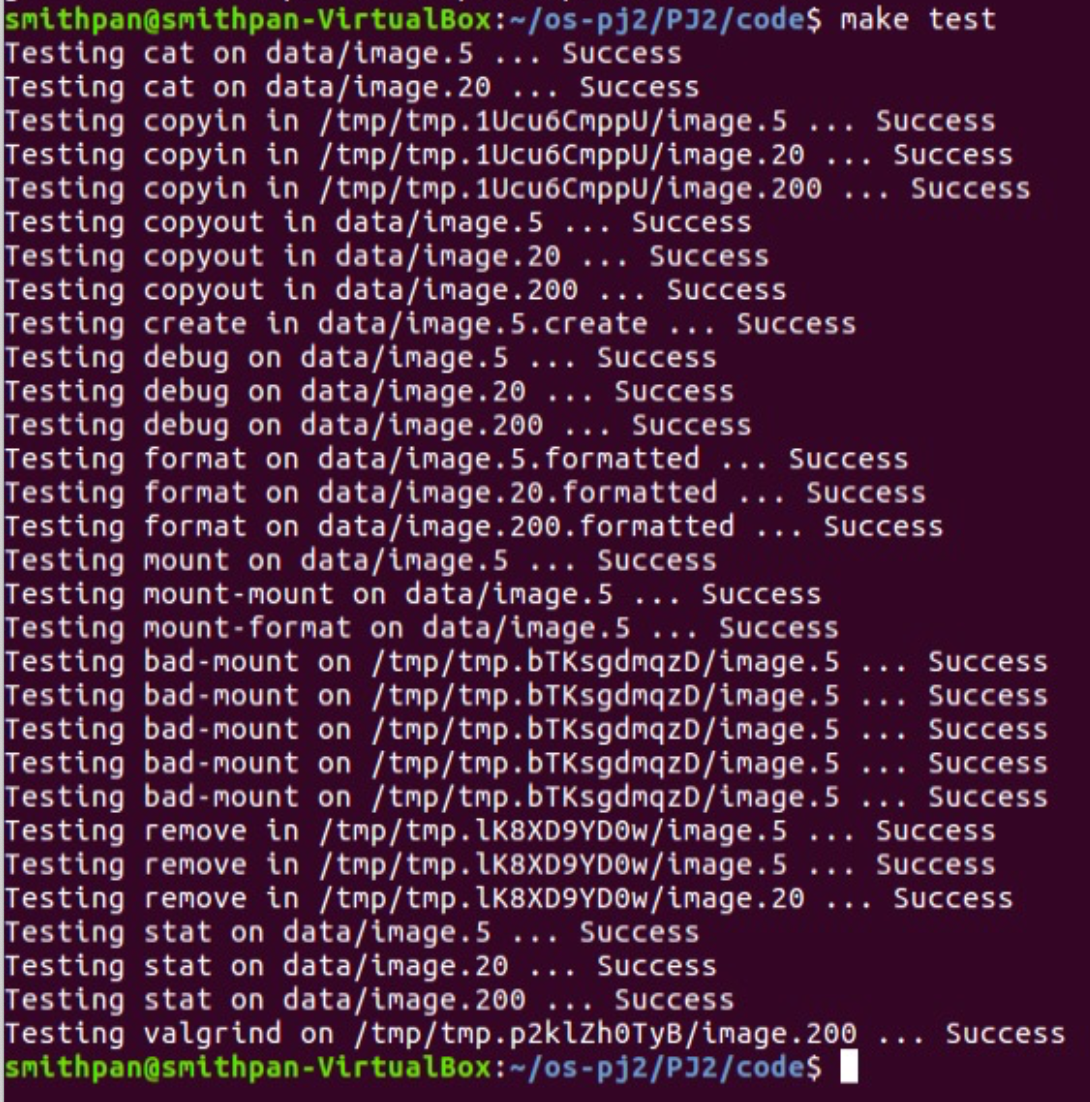 smithpan@smithpan-VirtualBox:~/os-pj2/PJ2/code$ make test
Testing cat on data/image.5 ... Success
Testing cat on data/image.20 ... Success
Testing copyin in /tmp/tmp.1Ucu6CmppU/image.5 ... Success
Testing copyin in /tmp/tmp.1Ucu6CmppU/image.20 ... Success
Testing copyin in /tmp/tmp.1Ucu6CmppU/image.200 ... Success
Testing copyout in data/image.5 ... Success
Testing copyout in data/image.20 ... Success
Testing copyout in data/image.200 ... Success
Testing create in data/image.5.create ... Success
Testing debug on data/image.5 ... Success
Testing debug on data/image.20 ... Success
Testing debug on data/image.200 ... Success
Testing format on data/image.5.formatted ... Success
Testing format on data/image.20.formatted ... Success
Testing format on data/image.200.formatted ... Success
Testing mount on data/image.5 ... Success
Testing mount-mount on data/image.5 ... Success
Testing mount-format on data/image.5 ... Success
Testing bad-mount on /tmp/tmp.bTKsgdmqzD/image.5 ... Success
Testing bad-mount on /tmp/tmp.bTKsgdmqzD/image.5 ... Success
Testing bad-mount on /tmp/tmp.bTKsgdmqzD/image.5 ... Success
Testing bad-mount on /tmp/tmp.bTKsgdmqzD/image.5 ... Success
Testing bad-mount on /tmp/tmp.bTKsgdmqzD/image.5 ... Success
Testing remove in /tmp/tmp.lK8XD9YD0w/image.5 ... Success
Testing remove in /tmp/tmp.lK8XD9YD0w/image.5 ... Success
Testing remove in /tmp/tmp.lK8XD9YD0w/image.20 ... Success
Testing stat on data/image.5 ... Success
Testing stat on data/image.20 ... Success
Testing stat on data/image.200 ... Success
Testing valgrind on /tmp/tmp.p2klZh0TyB/image.200 ... Success
smithpan@smithpan-VirtualBox:~/os-pj2/PJ2/code$